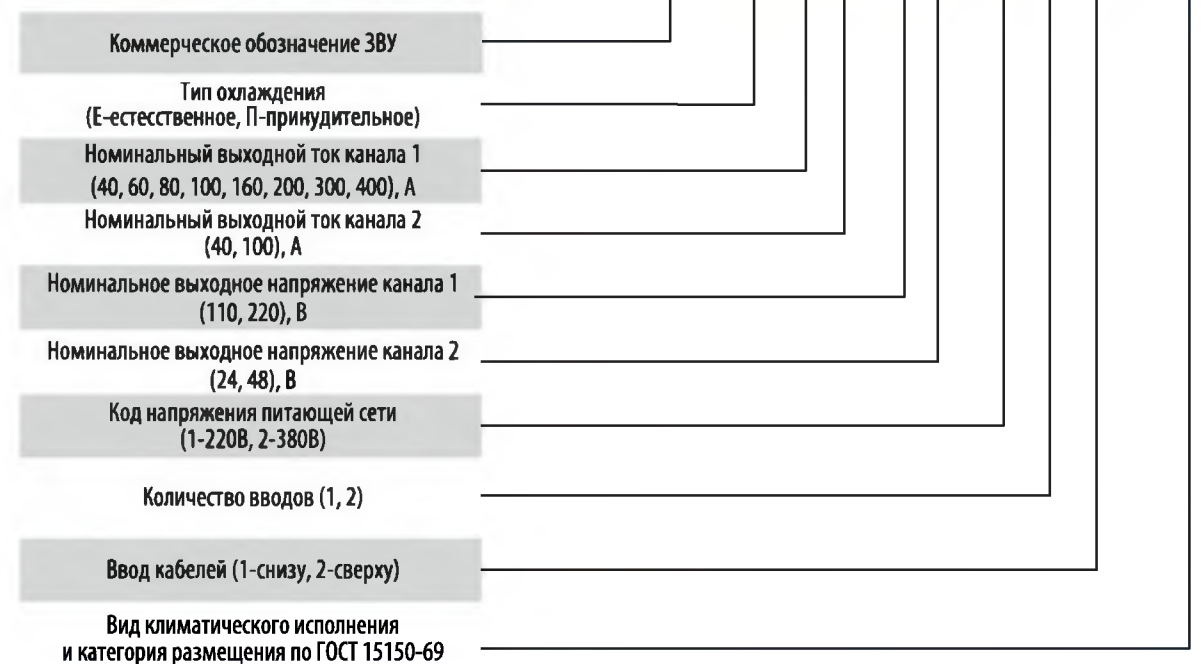 Коммерческое обозначение ЗВУ
Тип охлаждения
(Е-естесственное, П-принудительное)
Номинальный выходной ток канала 1
(40, 60, 80, 100, 160, 200, 300, 400), А
Номинальный выходной ток канала 2
(40, 100), А
Номинальное выходное напряжение канала 1
(110, 220), В
Номинальное выходное напряжение канала 2
(24, 48), В
Код напряжения питающей сети
(1-220В, 2-380В)
Количество вводов (1, 2)
Ввод кабелей (1-снизу, 2-сверху)
Вид климатического исполнения
и категория размещения по ГОСТ 15150-69